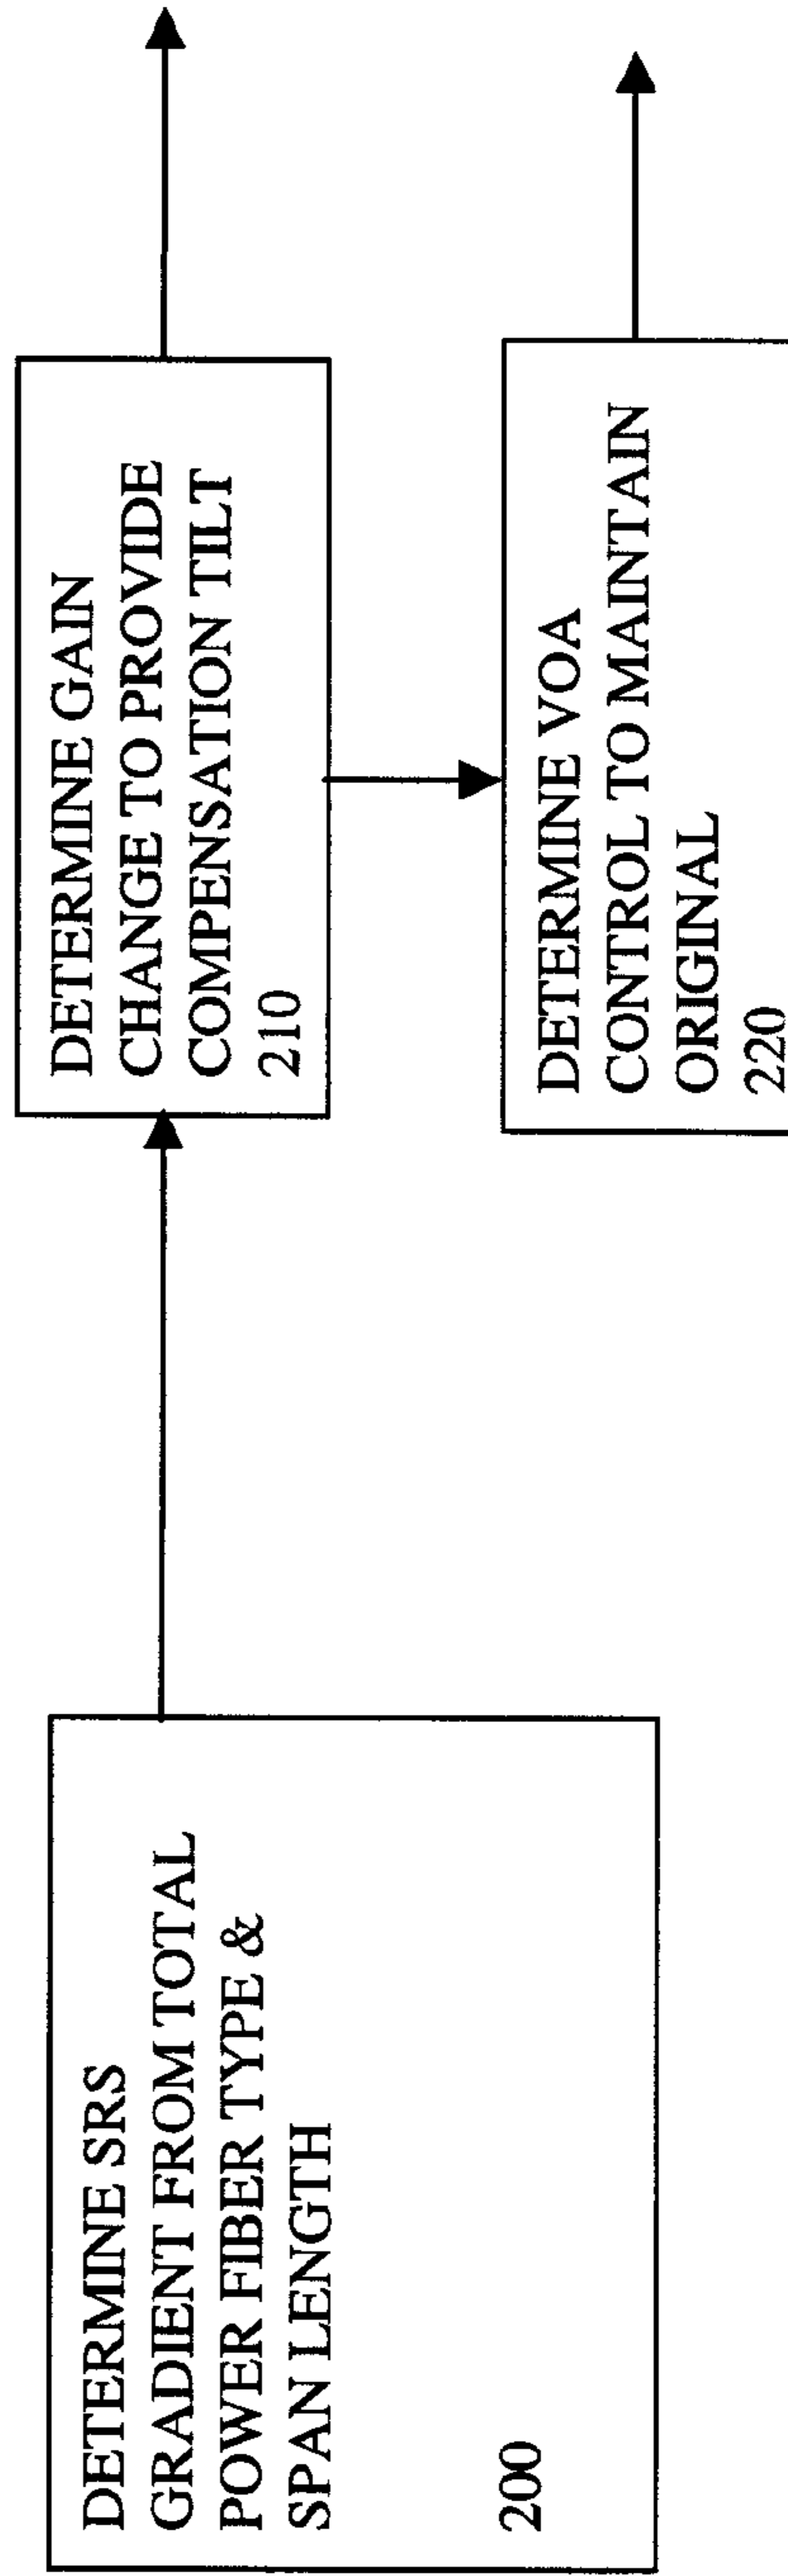 DETERMINE SRS
GRADIENT FROM TOTAL
POWER FIBER TYPE &
SPAN LENGTH
200
DETERMINE GAIN
CHANGE TO PROVIDE
COMPENSATION TILT
210
DETERMINE VOA
CONTROL TO MAINTAIN
ORIGINAL
220